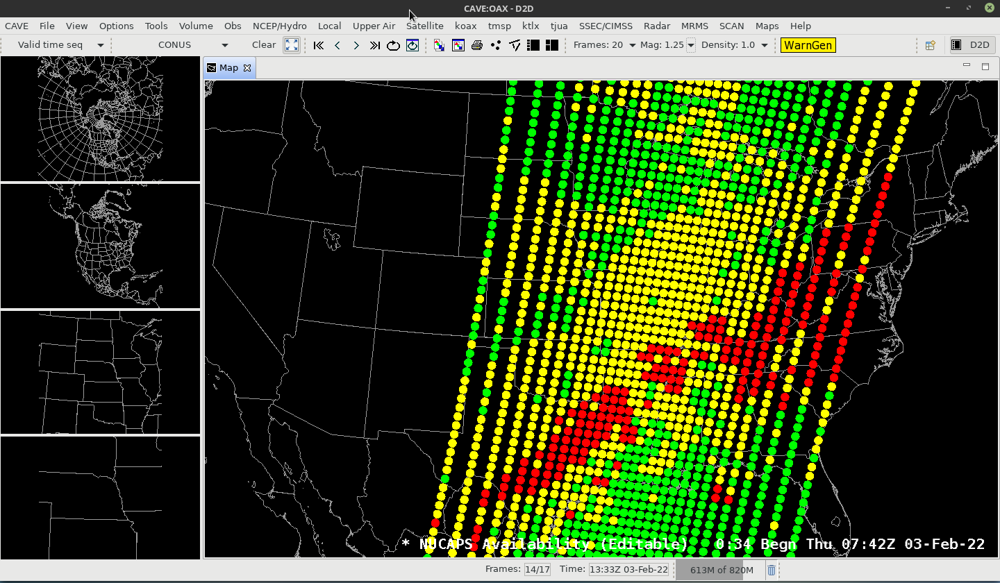 CAVE:OAX - D2D
CAVE File View Options Tools Volume Obs NCEP/Hydro Local Upper Air Satellite koax tmsp ktlx tjua SSEC/CIMSS Radar MRMS SCAN Maps Help
Valid time seq CONUS Clear Frames: 20 Mag: 1.25 Density: 1.0 WarnGen D2D
Map
* NUCAPS Availability (Editable) 0:34 Begn Thu 07:42Z 03-Feb-22
Frames: 14/17 Time: 13:33Z 03-Feb-22 613M of 820M